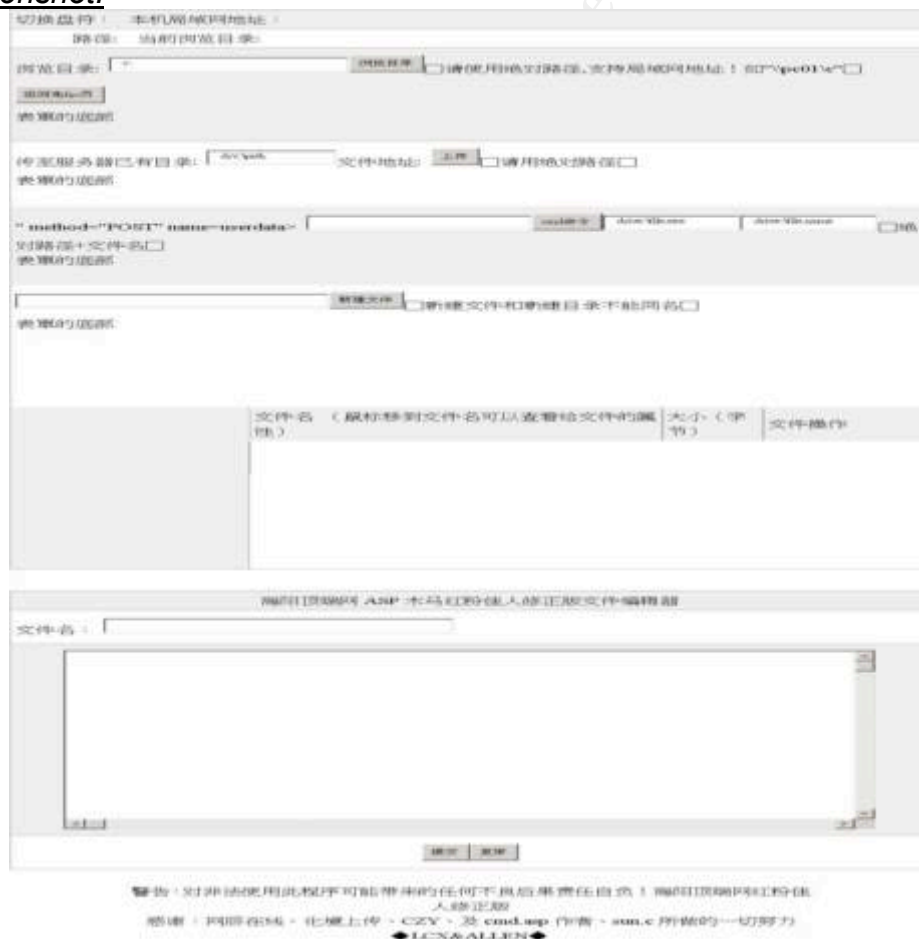 切换盘符: 本机局域网地址:
路径: 当前浏览目录:
浏览目录: 浏览目录 □请使用绝对路径,支持局域网地址!如"\\pc01\e"□
表单的底部
传至服务器已有目录: 文件地址: 上传 □请用绝对路径□
表单的底部
" method="POST" name=userdata> □绝
对路径+文件名□
表单的底部
新建文件 □新建文件和新建目录不能同名□
表单的底部
文件名 (鼠标移到文件名可以查看给文件的属
性)
大小(字
节)
文件操作
海阳顶端网 ASP 木马红粉佳人修正版文件编辑器
文件名:
提交 重置
警告:对非法使用此程序可能带来的任何不良后果责任自负!海阳顶端网红粉佳
人修正版
感谢:网际在线、化境上传、CZY、及 cmd.asp 作者、sun.c 所做的一切努力
◆LCX&ALLEN◆